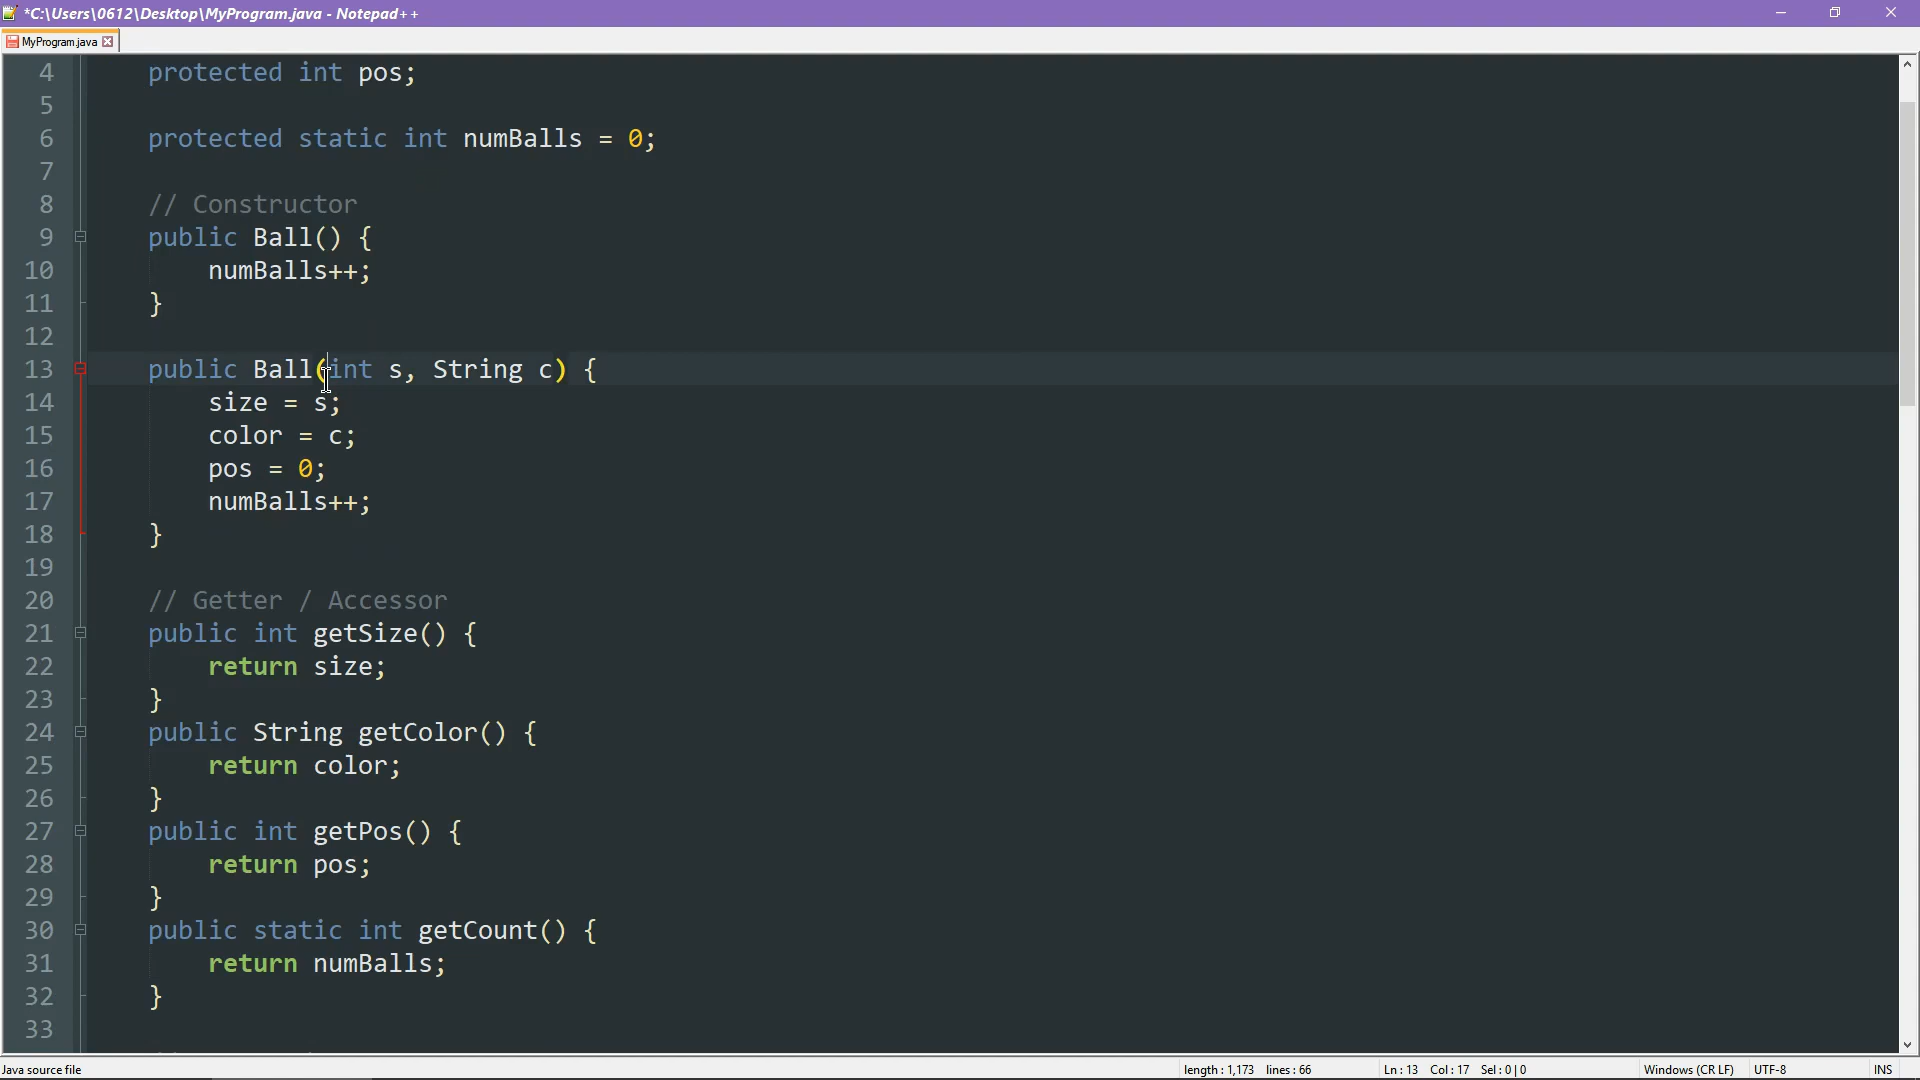 *C:\Users\0612\Desktop\MyProgram.java - Notepad++
MyProgram.java
4 protected int pos;
5
6 protected static int numBalls = 0;
7
8 // Constructor
9 public Ball() {
10 numBalls++;
11 }
12
13 public Ball(int s, String c) {
14 size = s;
15 color = c;
16 pos = 0;
17 numBalls++;
18 }
19
20 // Getter / Accessor
21 public int getSize() {
22 return size;
23 }
24 public String getColor() {
25 return color;
26 }
27 public int getPos() {
28 return pos;
29 }
30 public static int getCount() {
31 return numBalls;
32 }
33
Java source file length : 1,173 lines : 66 Ln : 13 Col : 17 Sel : 0 | 0 Windows (CR LF) UTF-8 INS